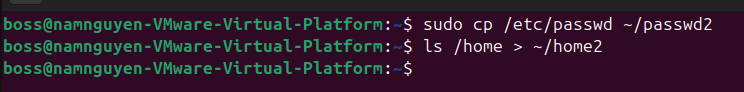 boss@namnguyen-VMware-Virtual-Platform:~$ sudo cp /etc/passwd ~/passwd2
boss@namnguyen-VMware-Virtual-Platform:~$ ls /home > ~/home2
boss@namnguyen-VMware-Virtual-Platform:~$